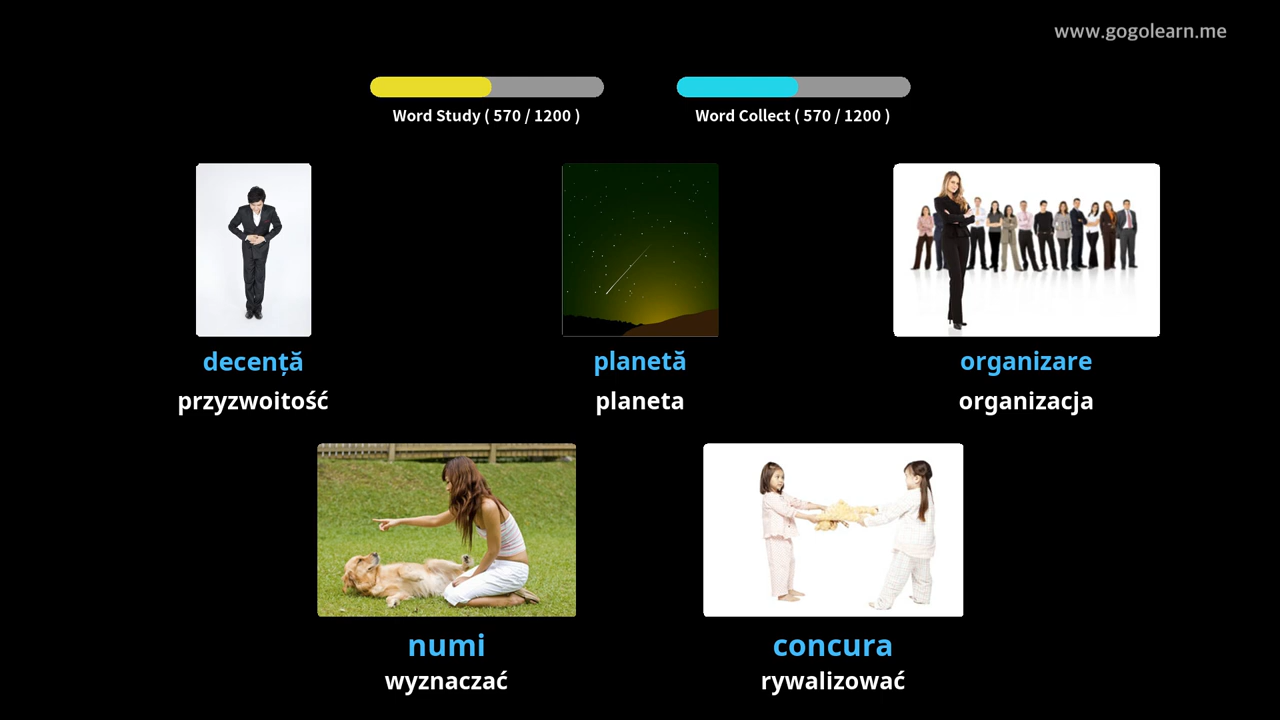 www.gogolearn.me
Word Study ( 570 / 1200 )
Word Collect ( 570 / 1200 )
decență
planetă
organizare
przyzwoitość
planeta
organizacja
numi
concura
wyznaczać
rywalizować